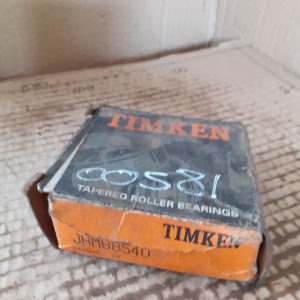 TIMKEN
00581
TAPERED ROLLER BEARINGS
TIMKEN
JHM88540